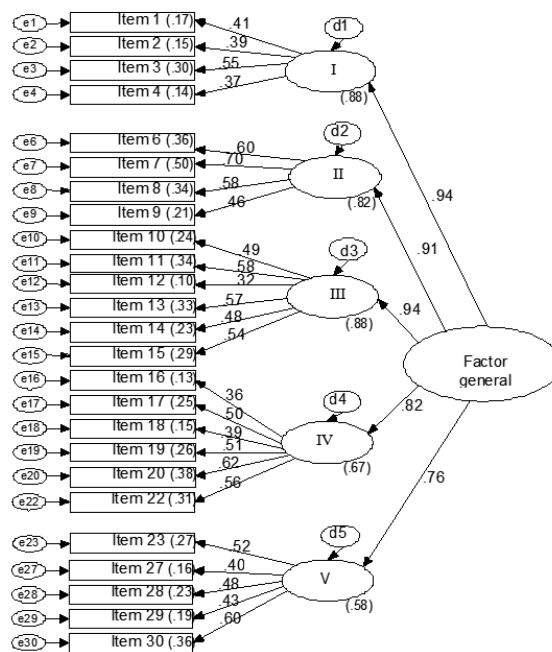 e1 Item 1 (.17) .41 d1
e2 Item 2 (.15) .39
e3 Item 3 (.30) .55 I
e4 Item 4 (.14) .37 (.88)
e6 Item 6 (.36) .60 d2
e7 Item 7 (.50) .70
e8 Item 8 (.34) .58 II
e9 Item 9 (.21) .46 (.82)
.94
.91
e10 Item 10 (.24) .49
e11 Item 11 (.34) .58 d3
e12 Item 12 (.10) .32
e13 Item 13 (.33) .57 III
e14 Item 14 (.23) .48 (.88)
e15 Item 15 (.29) .54
.94
Factor
general
e16 Item 16 (.13) .36
e17 Item 17 (.25) .50 d4
e18 Item 18 (.15) .39
e19 Item 19 (.26) .51 IV
e20 Item 20 (.38) .62 (.67)
e22 Item 22 (.31) .56
.82
.76
e23 Item 23 (.27) .52 d5
e27 Item 27 (.16) .40
e28 Item 28 (.23) .48 V
e29 Item 29 (.19) .43 (.58)
e30 Item 30 (.36) .60